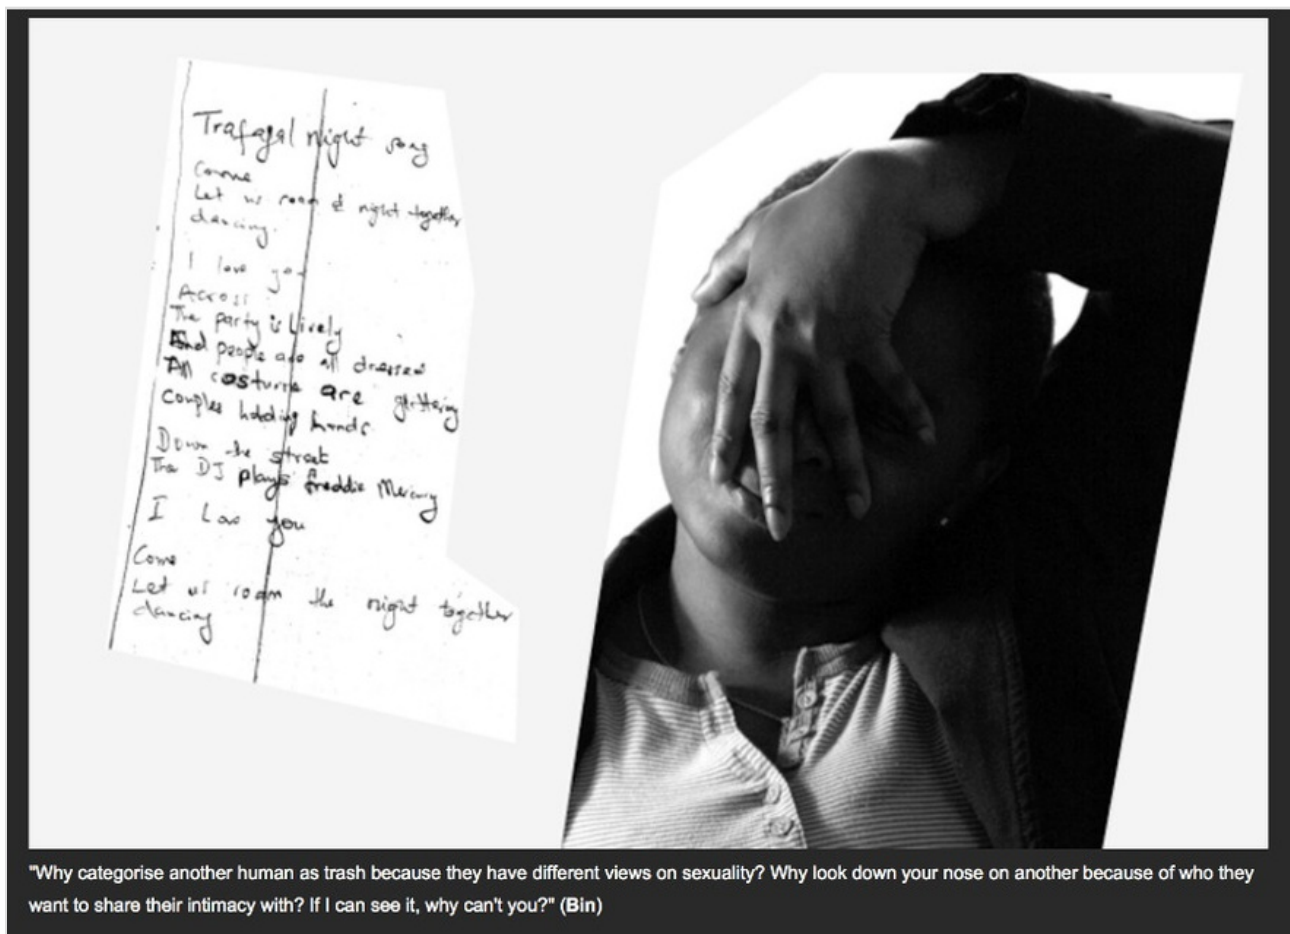 Trafagal night song
Come
Let us roam & night together
dancing.
I love you
Across
The party is Lively
And people are all dressed
All costume are glittering
Couples holding hands
Down the street
The DJ plays freddie Mercury
I Love you
Come
Let us roam the night together
dancing
"Why categorise another human as trash because they have different views on sexuality? Why look down your nose on another because of who they
want to share their intimacy with? If I can see it, why can't you?" (Bin)